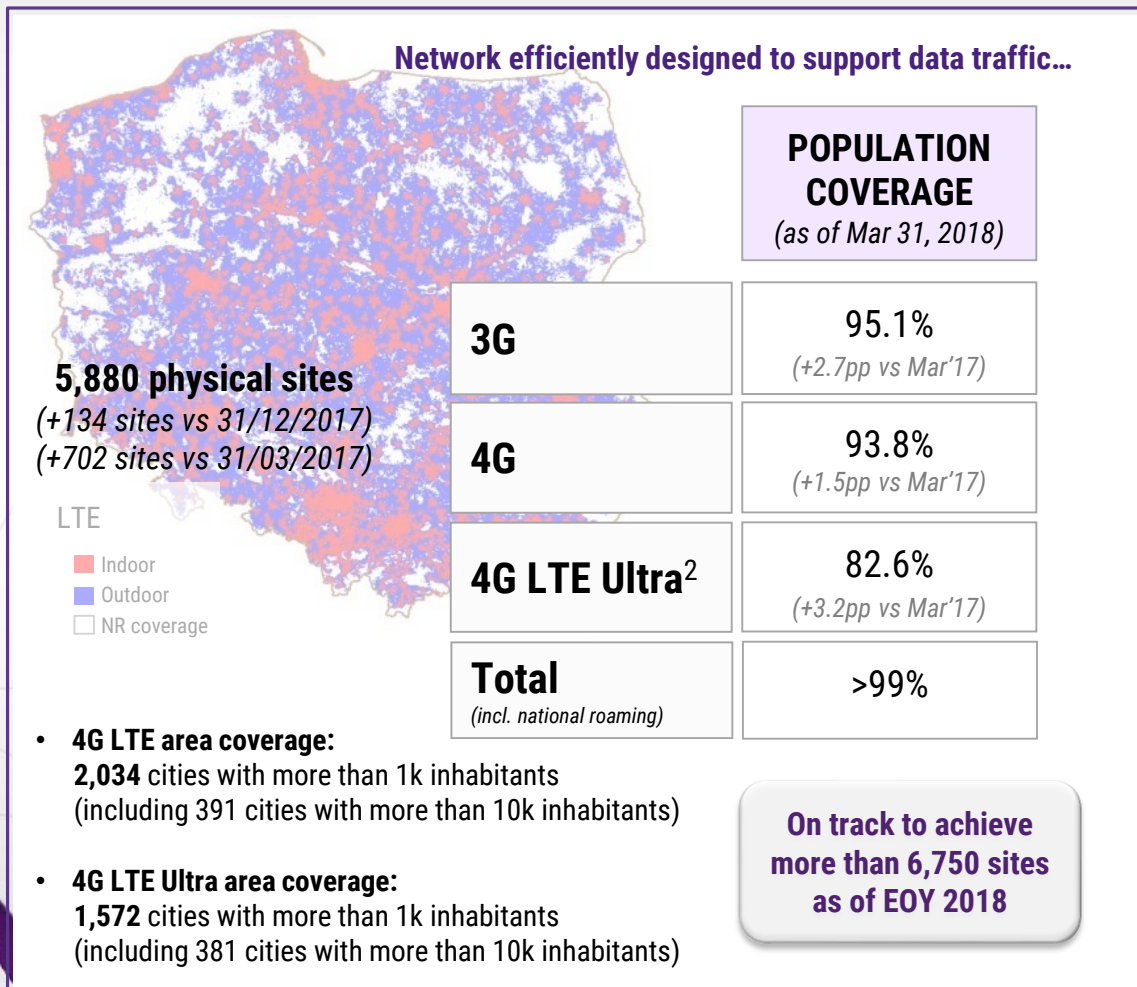 Network efficiently designed to support data traffic…
POPULATION
COVERAGE
(as of Mar 31, 2018)
3G
95.1%
(+2.7pp vs Mar'17)
5,880 physical sites
(+134 sites vs 31/12/2017)
(+702 sites vs 31/03/2017)
4G
93.8%
(+1.5pp vs Mar'17)
LTE
Indoor
Outdoor
NR coverage
4G LTE Ultra²
82.6%
(+3.2pp vs Mar'17)
Total
(incl. national roaming)
>99%
• 4G LTE area coverage:
2,034 cities with more than 1k inhabitants
(including 391 cities with more than 10k inhabitants)
• 4G LTE Ultra area coverage:
1,572 cities with more than 1k inhabitants
(including 381 cities with more than 10k inhabitants)
On track to achieve
more than 6,750 sites
as of EOY 2018